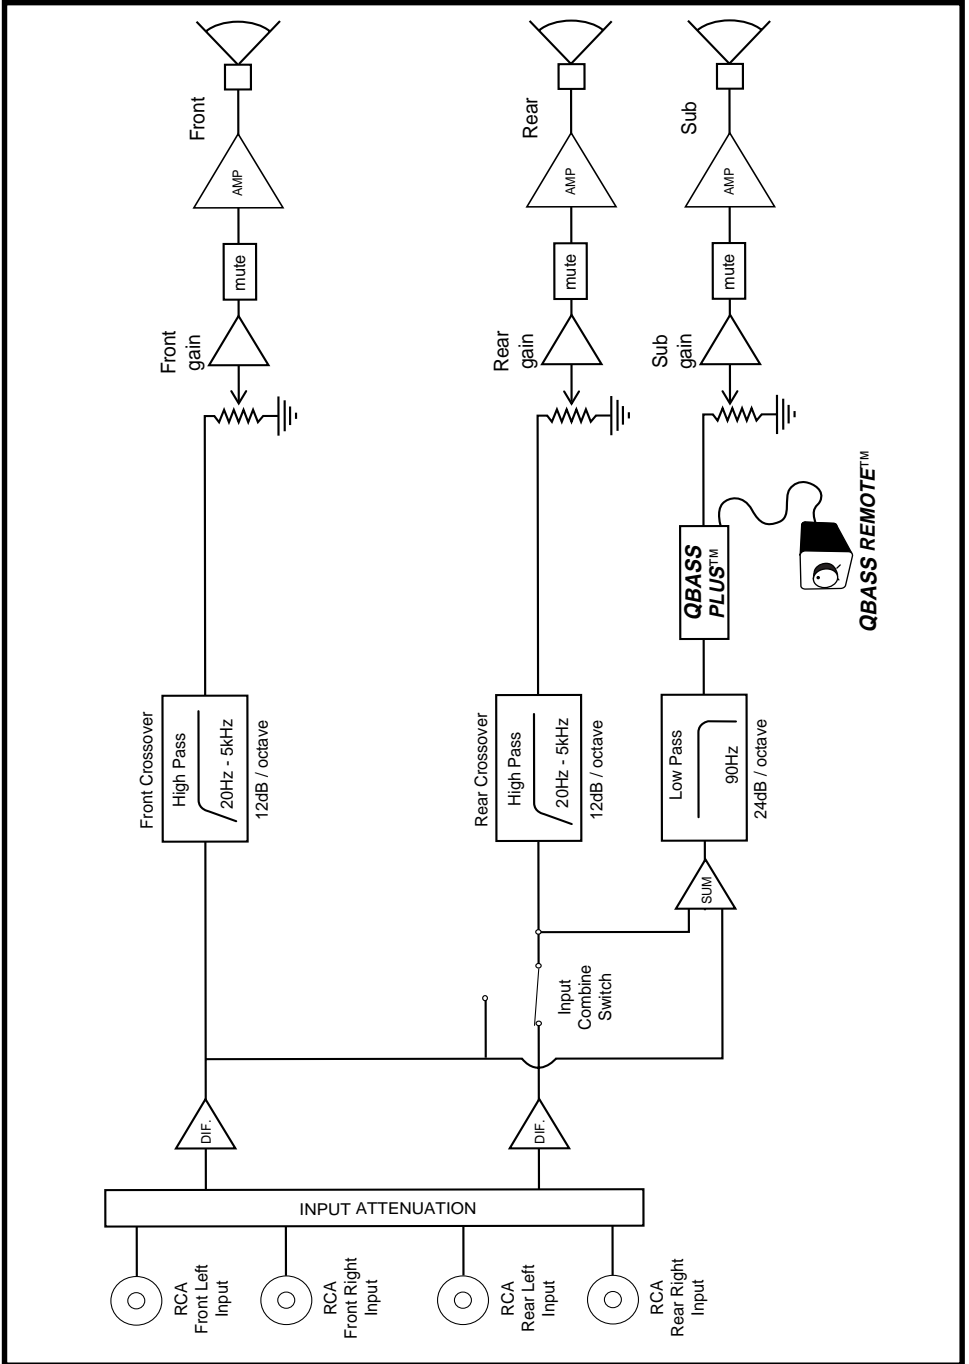 Front
Rear
Sub
AMP
AMP
AMP
mute
mute
mute
Front
gain
Rear
gain
Sub
gain
QBASS
PLUS™
QBASS REMOTE™
Front Crossover
High Pass
20Hz - 5kHz
12dB / octave
Rear Crossover
High Pass
20Hz - 5kHz
12dB / octave
Low Pass
90Hz
24dB / octave
SUM
Input
Combine
Switch
DIF.
DIF.
INPUT ATTENUATION
RCA
Front Left
Input
RCA
Front Right
Input
RCA
Rear Left
Input
RCA
Rear Right
Input